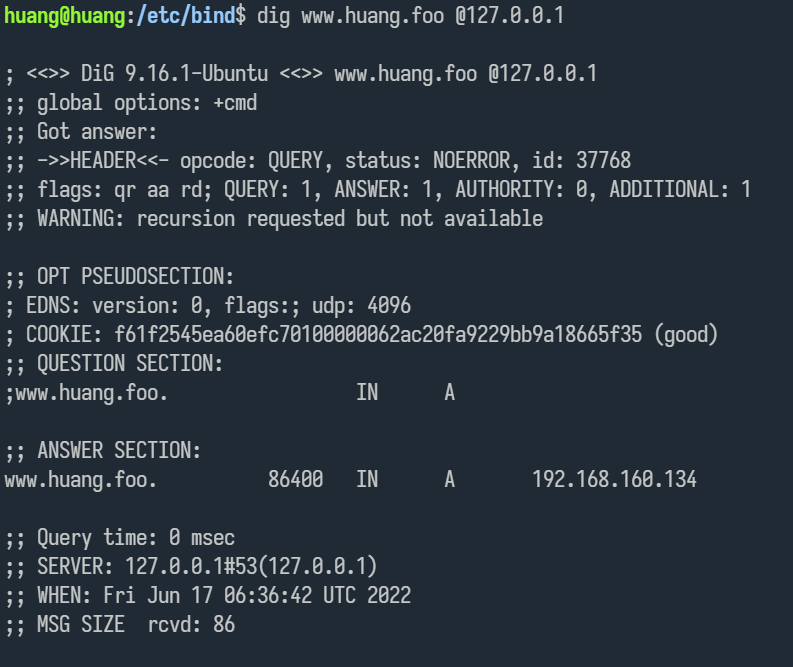 huang@huang:/etc/bind$ dig www.huang.foo @127.0.0.1
; <<>> DiG 9.16.1-Ubuntu <<>> www.huang.foo @127.0.0.1
;; global options: +cmd
;; Got answer:
;; ->>HEADER<<- opcode: QUERY, status: NOERROR, id: 37768
;; flags: qr aa rd; QUERY: 1, ANSWER: 1, AUTHORITY: 0, ADDITIONAL: 1
;; WARNING: recursion requested but not available
;; OPT PSEUDOSECTION:
; EDNS: version: 0, flags:; udp: 4096
; COOKIE: f61f2545ea60efc70100000062ac20fa9229bb9a18665f35 (good)
;; QUESTION SECTION:
;www.huang.foo. IN A
;; ANSWER SECTION:
www.huang.foo. 86400 IN A 192.168.160.134
;; Query time: 0 msec
;; SERVER: 127.0.0.1#53(127.0.0.1)
;; WHEN: Fri Jun 17 06:36:42 UTC 2022
;; MSG SIZE rcvd: 86